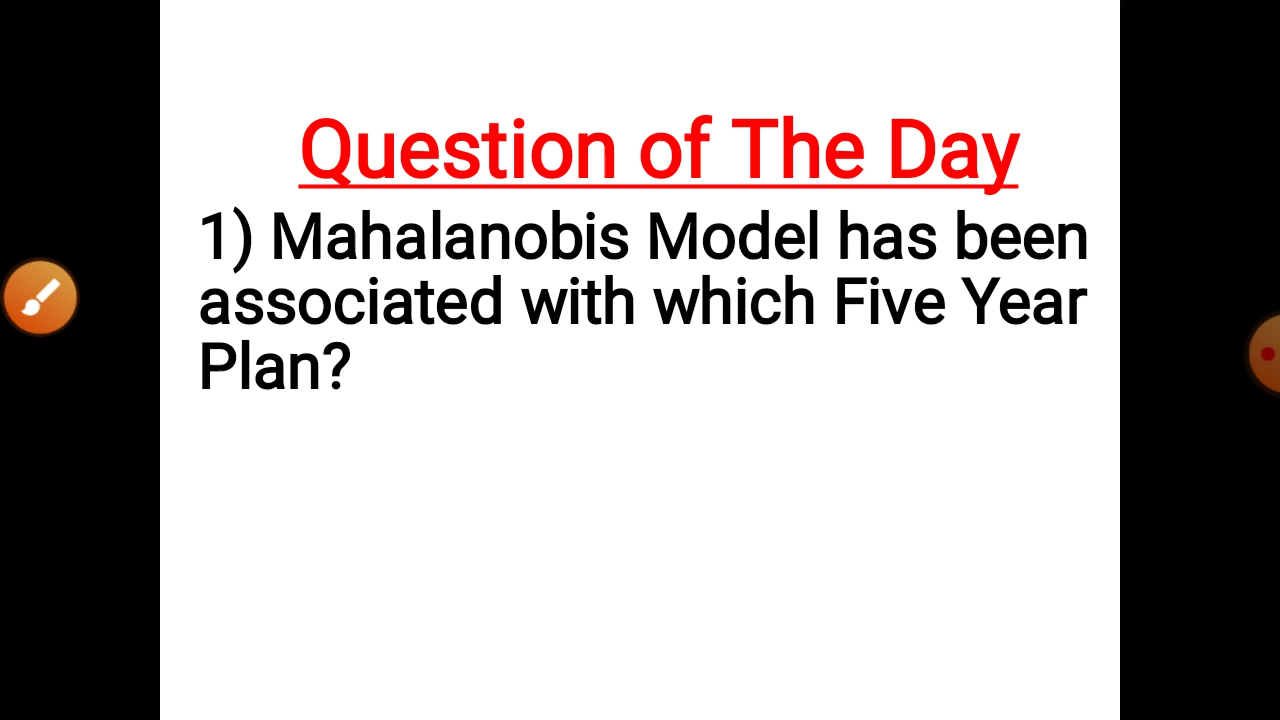 Question of The Day
1) Mahalanobis Model has been
associated with which Five Year
Plan?